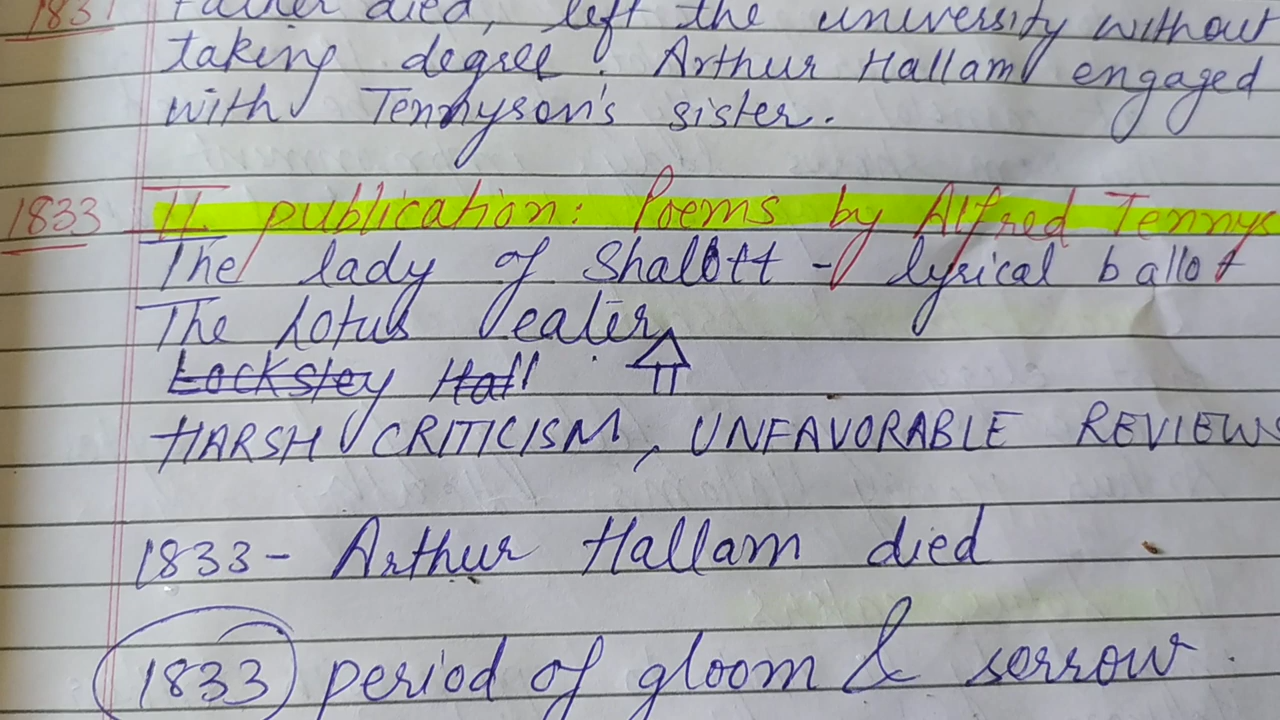 1831 Father died, left the university without
taking degree. Arthur Hallam engaged
with Tennyson's sister.
1833 II publication: Poems by Alfred Tennys
The lady of Shalott - lyrical ballot
The Lotus eater
Locksley Hall
HARSH CRITICISM, UNFAVORABLE REVIEWS
1833 - Arthur Hallam died
1833 period of gloom & sorrow.